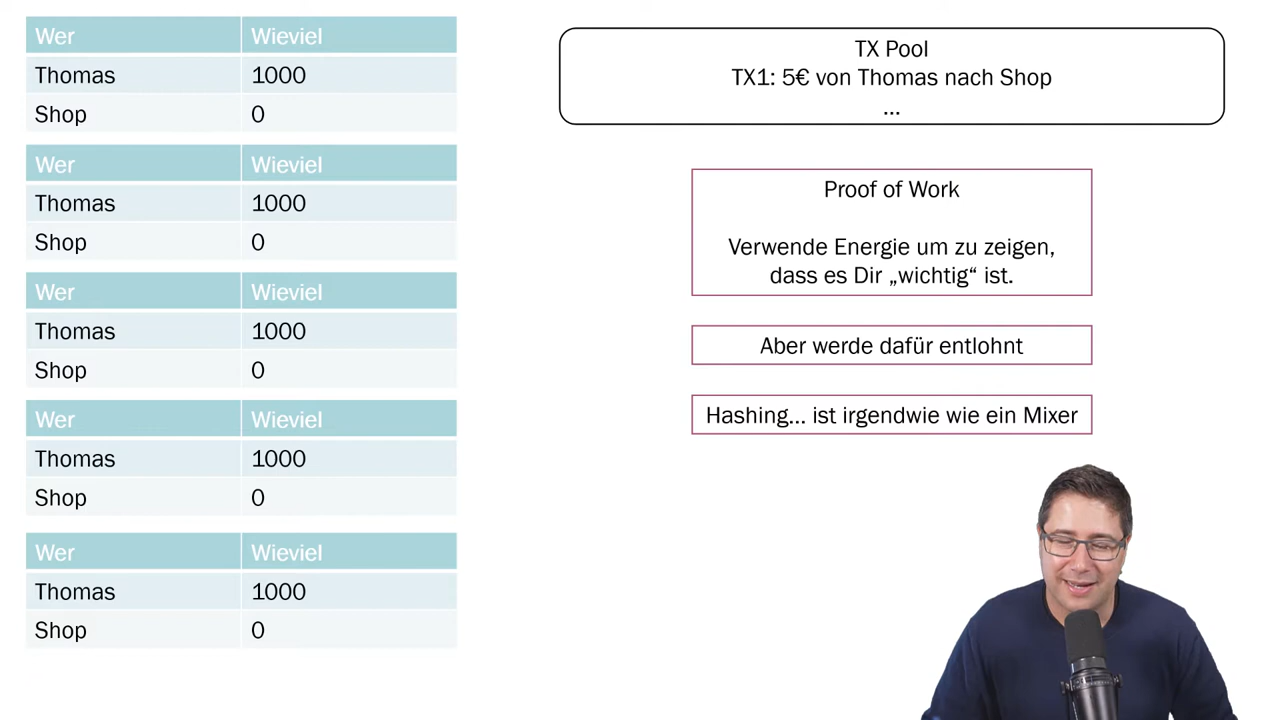 Wer Wieviel
Thomas 1000
Shop 0
Wer Wieviel
Thomas 1000
Shop 0
Wer Wieviel
Thomas 1000
Shop 0
Wer Wieviel
Thomas 1000
Shop 0
Wer Wieviel
Thomas 1000
Shop 0
TX Pool
TX1: 5€ von Thomas nach Shop
...
Proof of Work
Verwende Energie um zu zeigen,
dass es Dir „wichtig“ ist.
Aber werde dafür entlohnt
Hashing... ist irgendwie wie ein Mixer